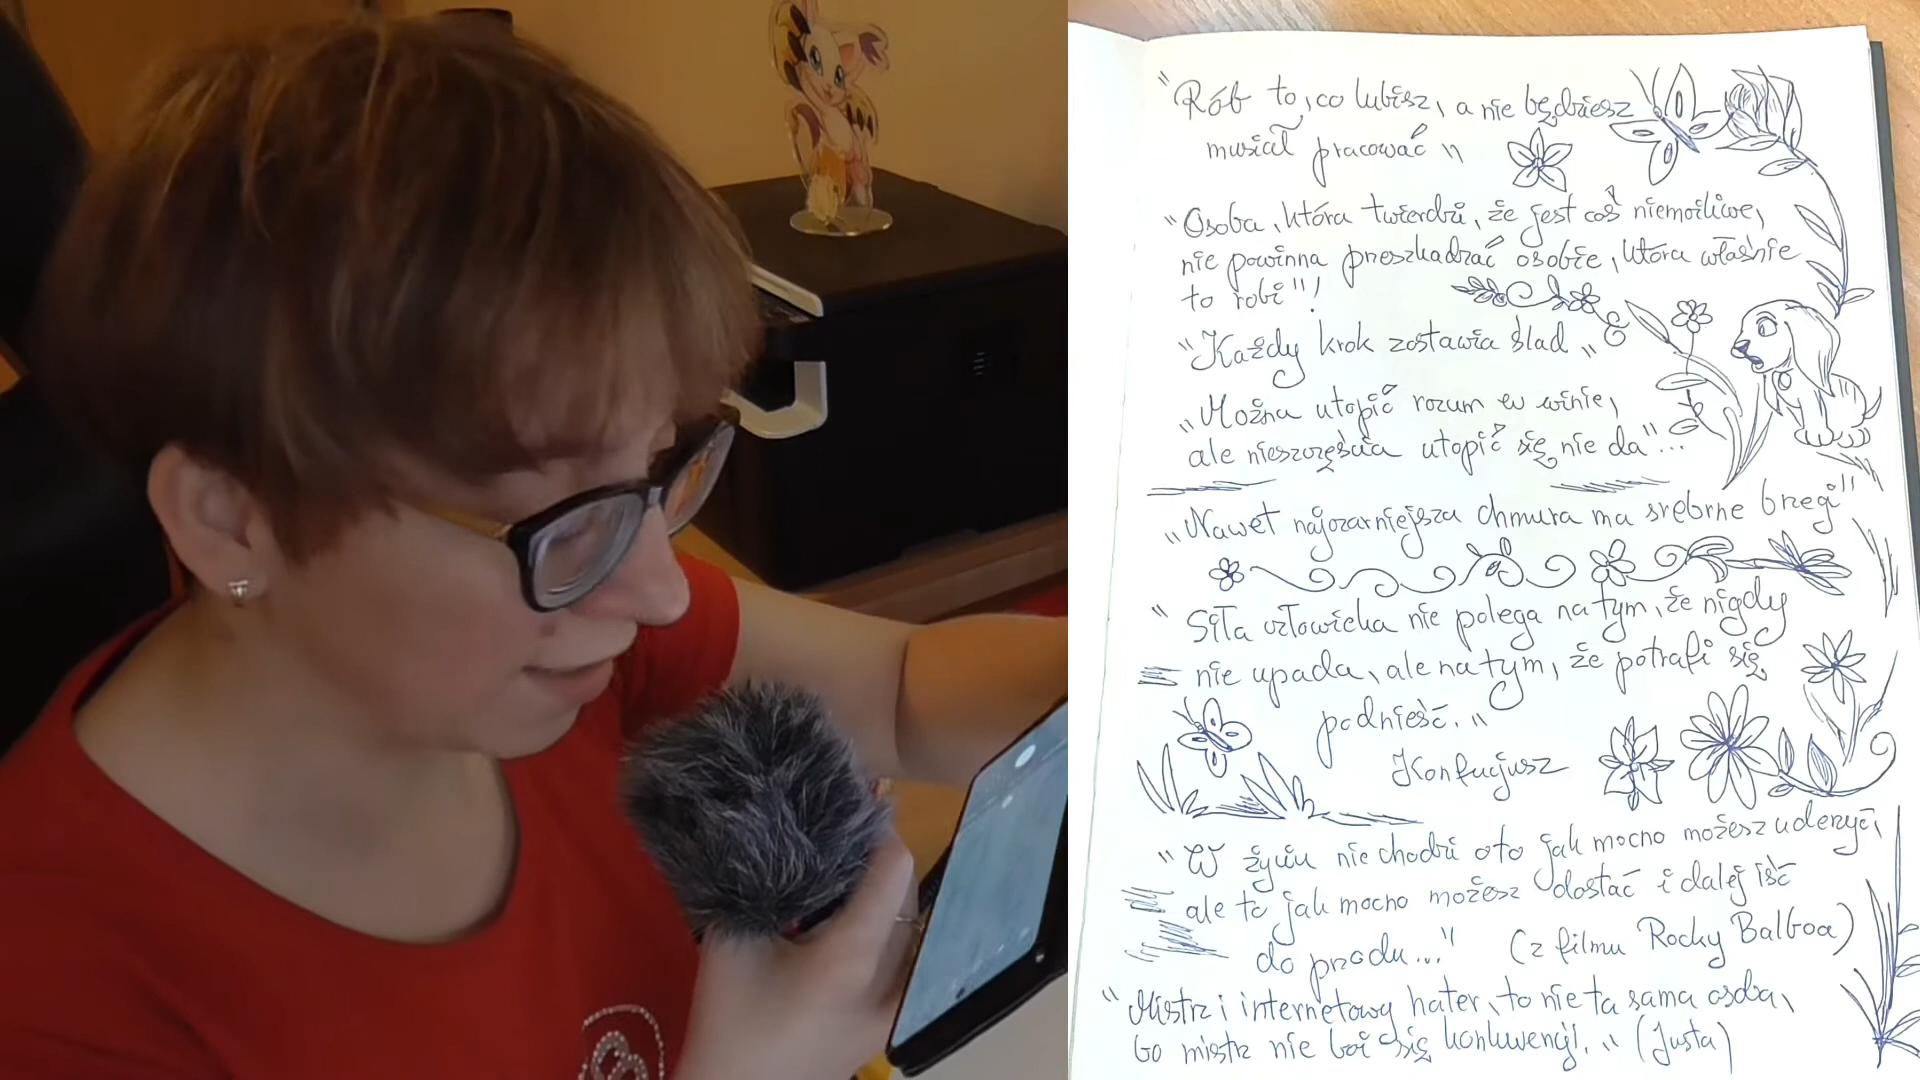 "Rób to, co lubisz, a nie będziesz
musiał pracować"
"Osoba, która twierdzi, że jest coś niemożliwe,
nie powinna przeszkadzać osobie, która właśnie
to robi"!
"Każdy krok zostawia ślad"
"Można utopić rozum w winie,
ale nieszczęścia utopić się nie da"...
"Nawet najczarniejsza chmura ma srebrne brzegi"
"Siła człowieka nie polega na tym, że nigdy
nie upada, ale na tym, że potrafi się
podnieść."
Konfucjusz
"W życiu nie chodzi o to jak mocno możesz uderzyć,
ale to jak mocno możesz dostać i dalej iść
do przodu..." (z filmu Rocky Balboa)
"Mistrz i internetowy hater, to nie ta sama osoba,
bo mistrz nie boi się konkurencji." (Justa)